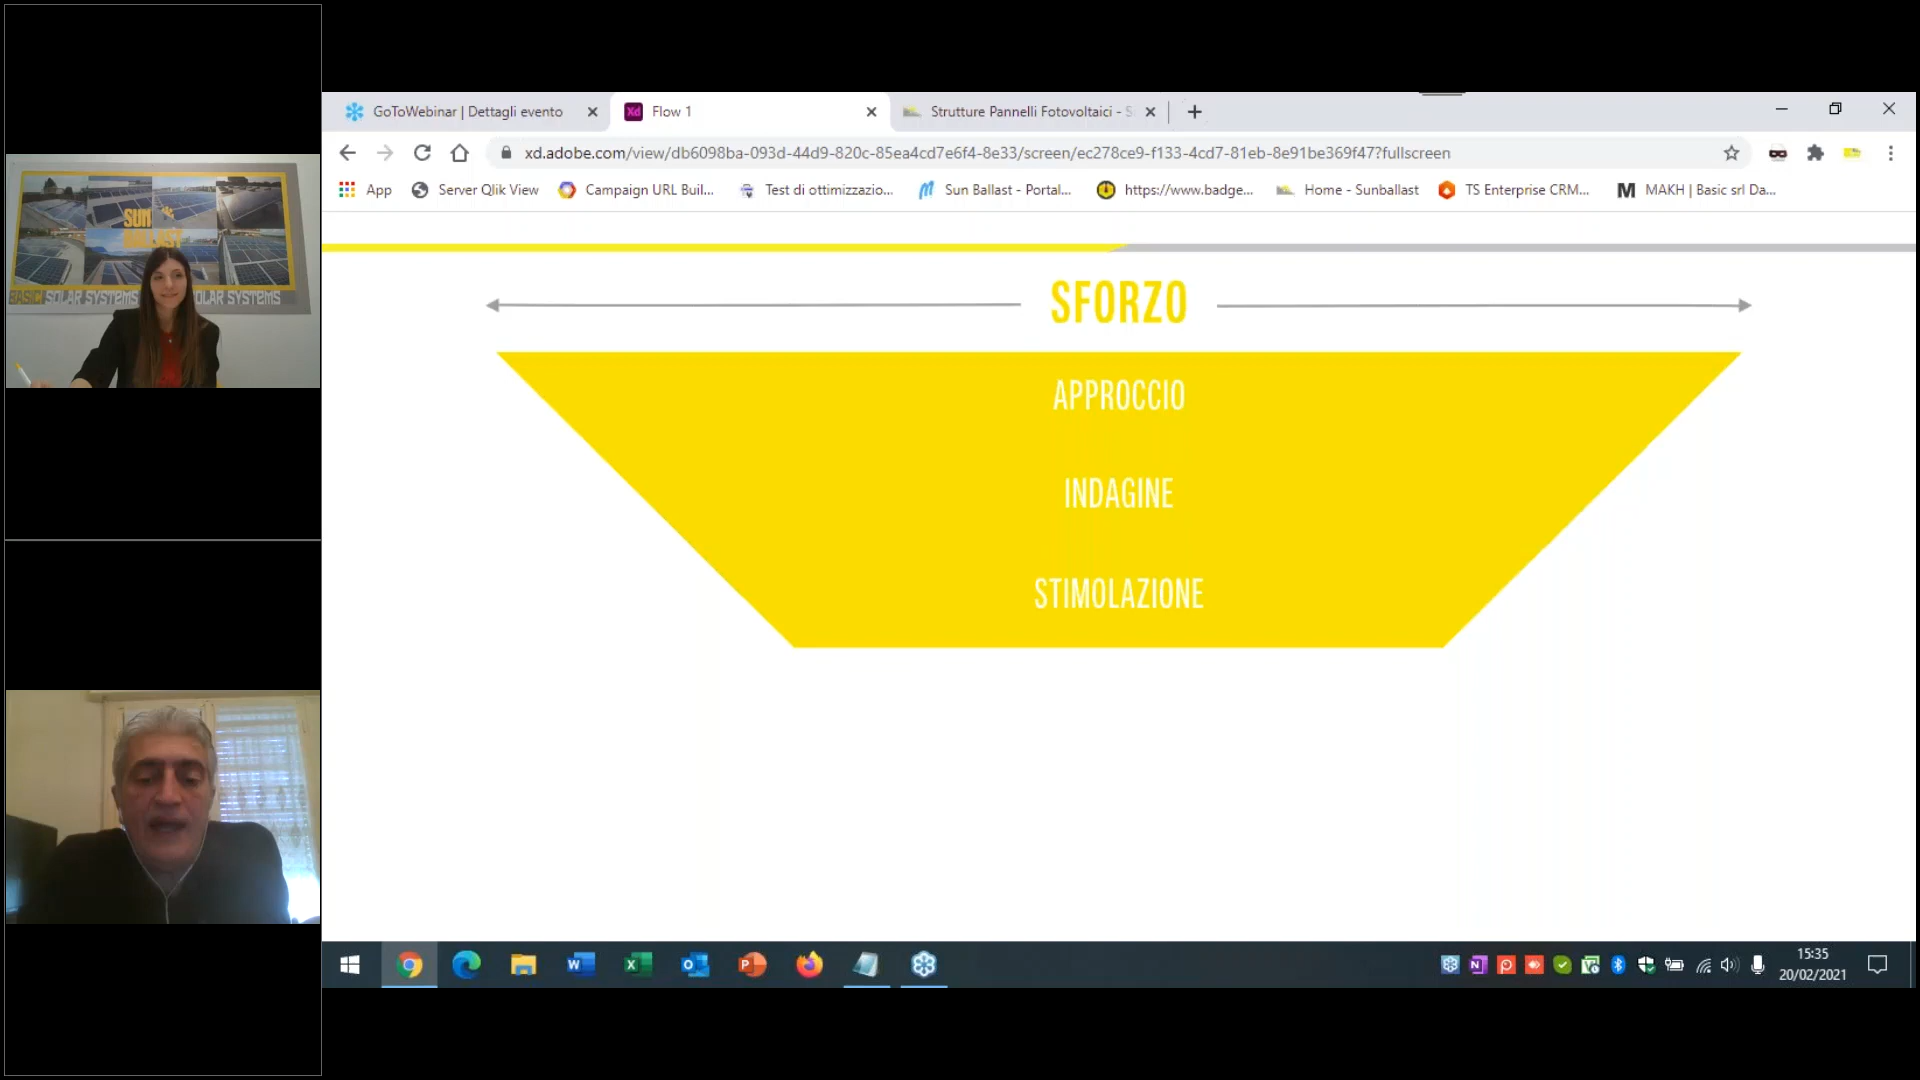 GoToWebinar | Dettagli evento
Flow 1
Strutture Pannelli Fotovoltaici - S
xd.adobe.com/view/db6098ba-093d-44d9-820c-85ea4cd7e6f4-8e33/screen/ec278ce9-f133-4cd7-81eb-8e91be369f47?fullscreen
App
Server Qlik View
Campaign URL Buil...
Test di ottimizzazio...
Sun Ballast - Portal...
https://www.badge...
Home - Sunballast
TS Enterprise CRM...
MAKH | Basic srl Da...
SUN
BALLAST
BASIC SOLAR SYSTEMS
SOLAR SYSTEMS
SFORZO
APPROCCIO
INDAGINE
STIMOLAZIONE
15:35
20/02/2021